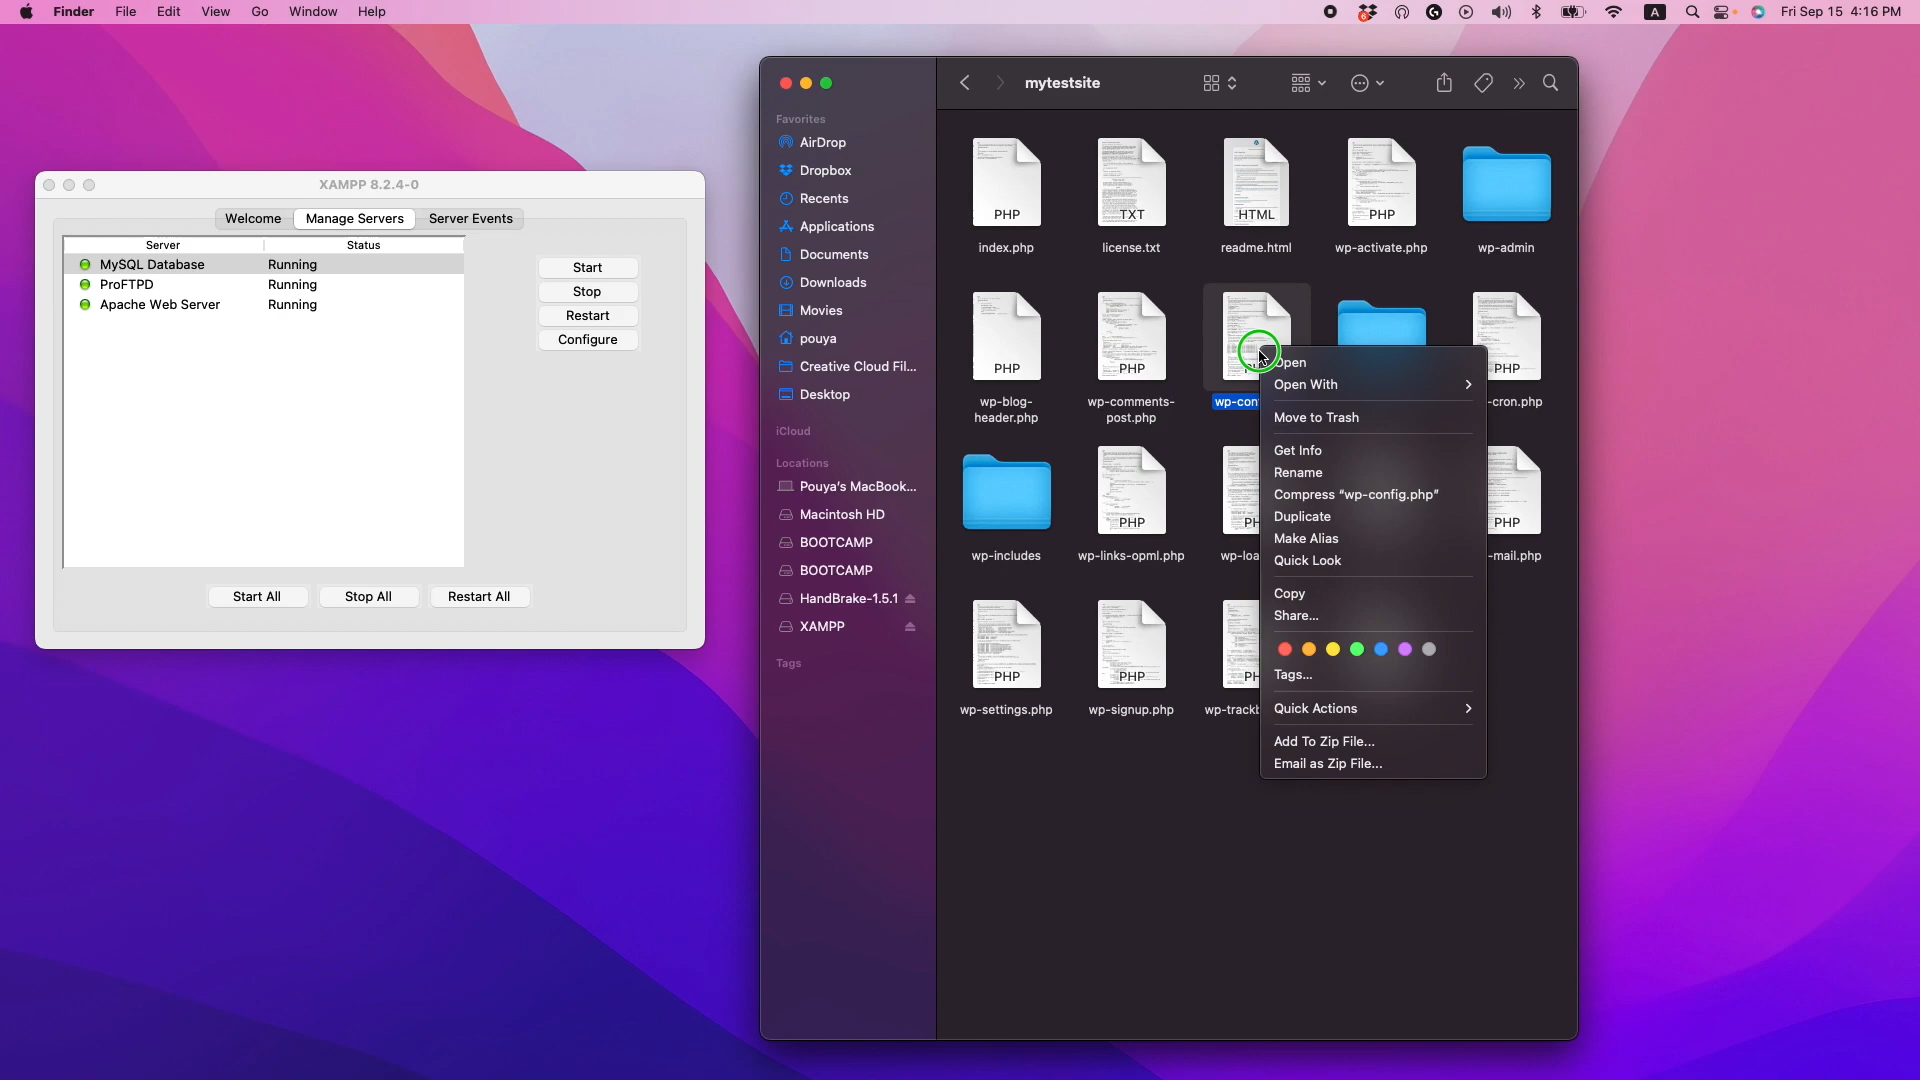 Finder File Edit View Go Window Help
6
A
Fri Sep 15 4:16 PM
XAMPP 8.2.4-0
Welcome Manage Servers Server Events
Server Status
MySQL Database Running
ProFTPD Running
Apache Web Server Running
Start
Stop
Restart
Configure
Start All Stop All Restart All
mytestsite
Favorites
AirDrop
Dropbox
Recents
Applications
Documents
Downloads
Movies
pouya
Creative Cloud Fil...
Desktop
iCloud
Locations
Pouya's MacBook...
Macintosh HD
BOOTCAMP
BOOTCAMP
HandBrake-1.5.1
XAMPP
Tags
PHP TXT HTML PHP
index.php license.txt readme.html wp-activate.php wp-admin
PHP PHP PHP
wp-blog-header.php wp-comments-post.php wp-con -cron.php
PHP PH PHP
wp-includes wp-links-opml.php wp-loa -mail.php
PHP PHP PH
wp-settings.php wp-signup.php wp-trackb
Open
Open With
Move to Trash
Get Info
Rename
Compress "wp-config.php"
Duplicate
Make Alias
Quick Look
Copy
Share...
Tags...
Quick Actions
Add To Zip File...
Email as Zip File...